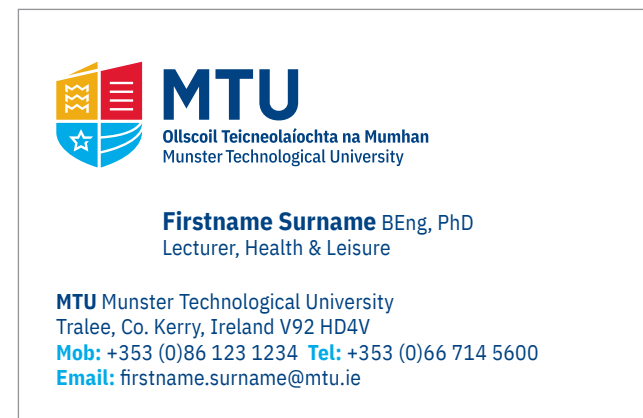 MTU
Ollscoil Teicneolaíochta na Mumhan
Munster Technological University
Firstname Surname BEng, PhD
Lecturer, Health & Leisure
MTU Munster Technological University
Tralee, Co. Kerry, Ireland V92 HD4V
Mob: +353 (0)86 123 1234 Tel: +353 (0)66 714 5600
Email: firstname.surname@mtu.ie